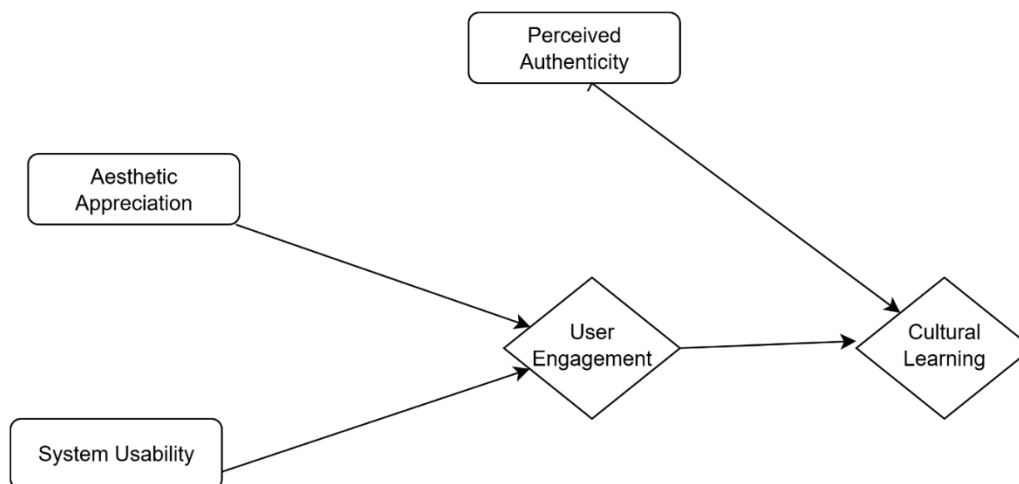 Perceived
Authenticity
Aesthetic
Appreciation
User
Engagement
Cultural
Learning
System Usability